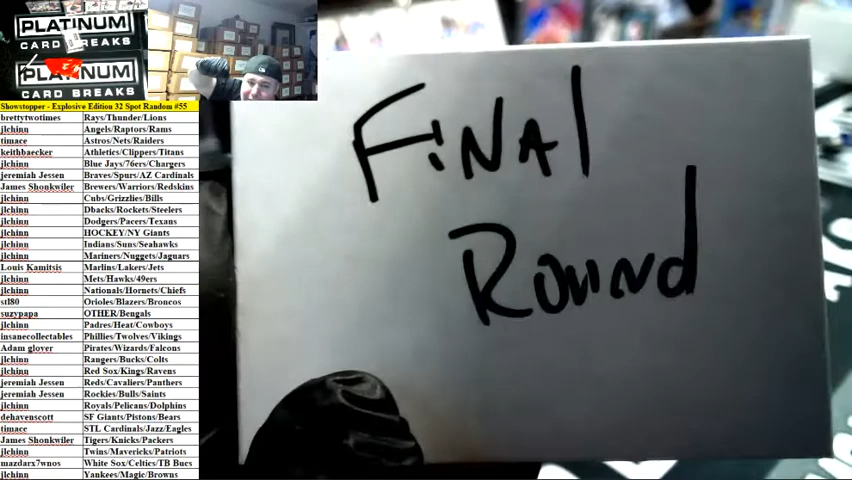 PLATINUM
CARD BREAKS
PLATINUM
CARD BREAKS
Showstopper - Explosive Edition 32 Spot Random #55
brettytwotimes Rays/Thunder/Lions
jlchinn Angels/Raptors/Rams
timace Astros/Nets/Raiders
keithbaecker Athletics/Clippers/Titans
jlchinn Blue Jays/76ers/Chargers
jeremiah Jessen Braves/Spurs/AZ Cardinals
James Shonkwiler Brewers/Warriors/Redskins
jlchinn Cubs/Grizzlies/Bills
jlchinn Dbacks/Rockets/Steelers
jlchinn Dodgers/Pacers/Texans
jlchinn HOCKEY/NY Giants
jlchinn Indians/Suns/Seahawks
jlchinn Mariners/Nuggets/Jaguars
Louis Kamitsis Marlins/Lakers/Jets
jlchinn Mets/Hawks/49ers
jlchinn Nationals/Hornets/Chiefs
stl80 Orioles/Blazers/Broncos
suzypapa OTHER/Bengals
jlchinn Padres/Heat/Cowboys
insanecollectables Phillies/Twolves/Vikings
Adam glover Pirates/Wizards/Falcons
jlchinn Rangers/Bucks/Colts
jlchinn Red Sox/Kings/Ravens
jeremiah Jessen Reds/Cavaliers/Panthers
jeremiah Jessen Rockies/Bulls/Saints
jlchinn Royals/Pelicans/Dolphins
dehavenscott SF Giants/Pistons/Bears
timace STL Cardinals/Jazz/Eagles
James Shonkwiler Tigers/Knicks/Packers
jlchinn Twins/Mavericks/Patriots
mazdarx7wnos White Sox/Celtics/TB Bucs
jlchinn Yankees/Magic/Browns
FiNAl
ROUNd